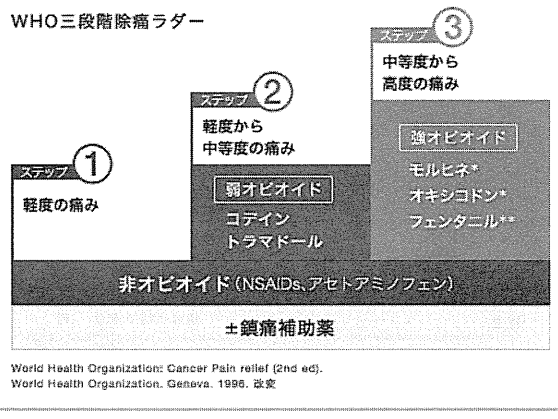 WHO三段階除痛ラダー
ステップ 1
軽度の痛み
ステップ 2
軽度から
中等度の痛み
弱オピオイド
コデイン
トラマドール
ステップ 3
中等度から
高度の痛み
強オピオイド
モルヒネ*
オキシコドン*
フェンタニル**
非オピオイド(NSAIDs、アセトアミノフェン)
±鎮痛補助薬
World Health Organization: Cancer Pain relief (2nd ed).
World Health Organization. Geneva. 1996. 改変